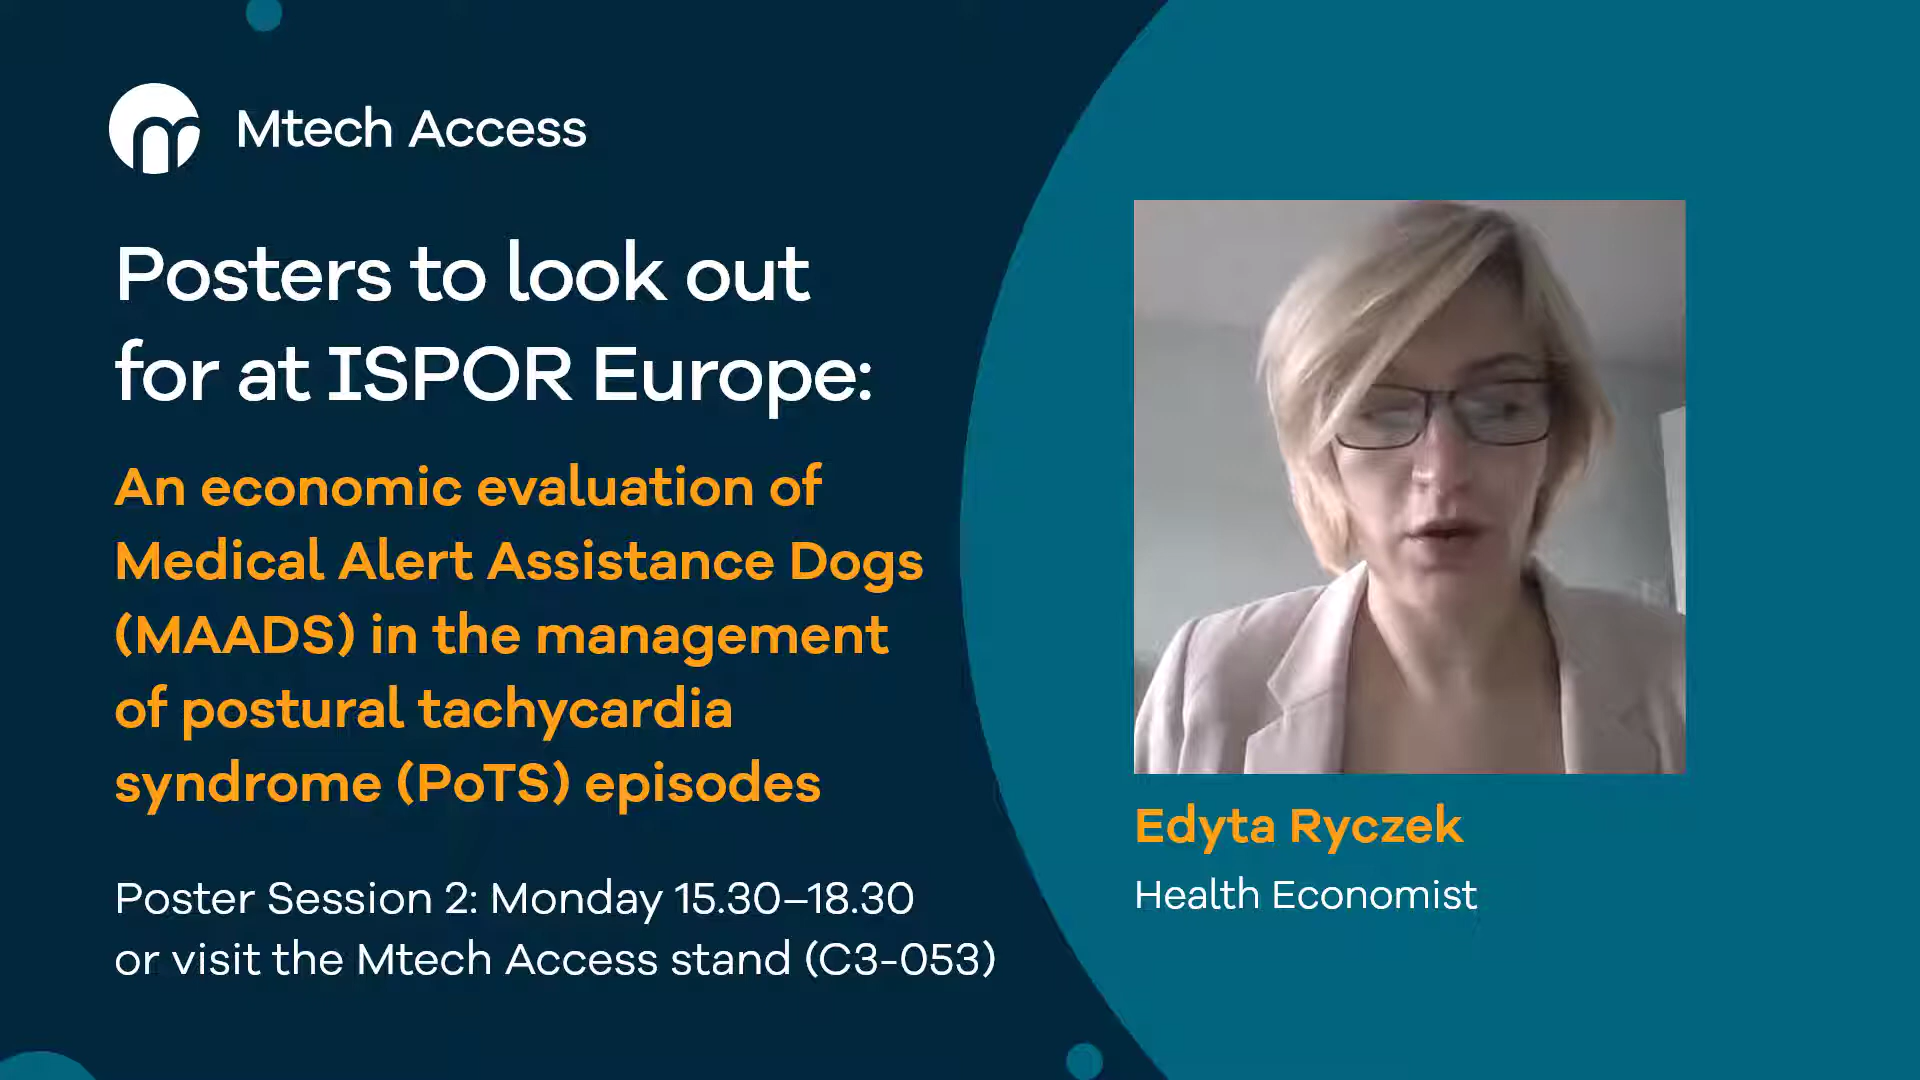 Mtech Access
Posters to look out
for at ISPOR Europe:
An economic evaluation of
Medical Alert Assistance Dogs
(MAADS) in the management
of postural tachycardia
syndrome (PoTS) episodes
Poster Session 2: Monday 15.30–18.30
or visit the Mtech Access stand (C3-053)
Edyta Ryczek
Health Economist